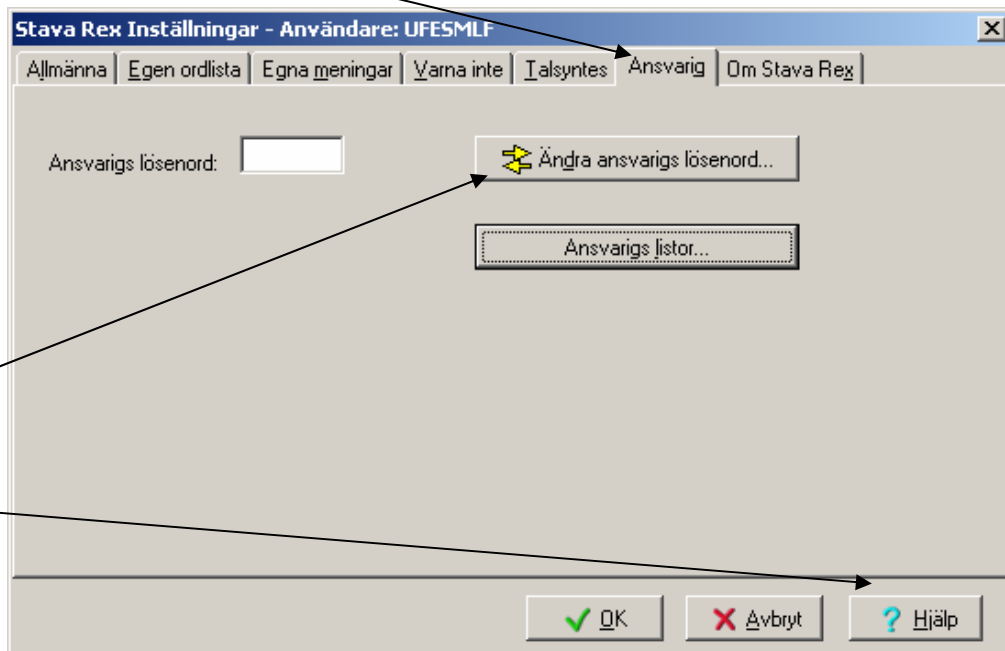 Stava Rex Inställningar - Användare: UFESMLF
Allmänna Egen ordlista Egna meningar Varna inte Talsyntes Ansvarig Om Stava Rex
Ansvarigs lösenord: Ändra ansvarigs lösenord...
Ansvarigs listor...
OK Avbryt ? Hjälp